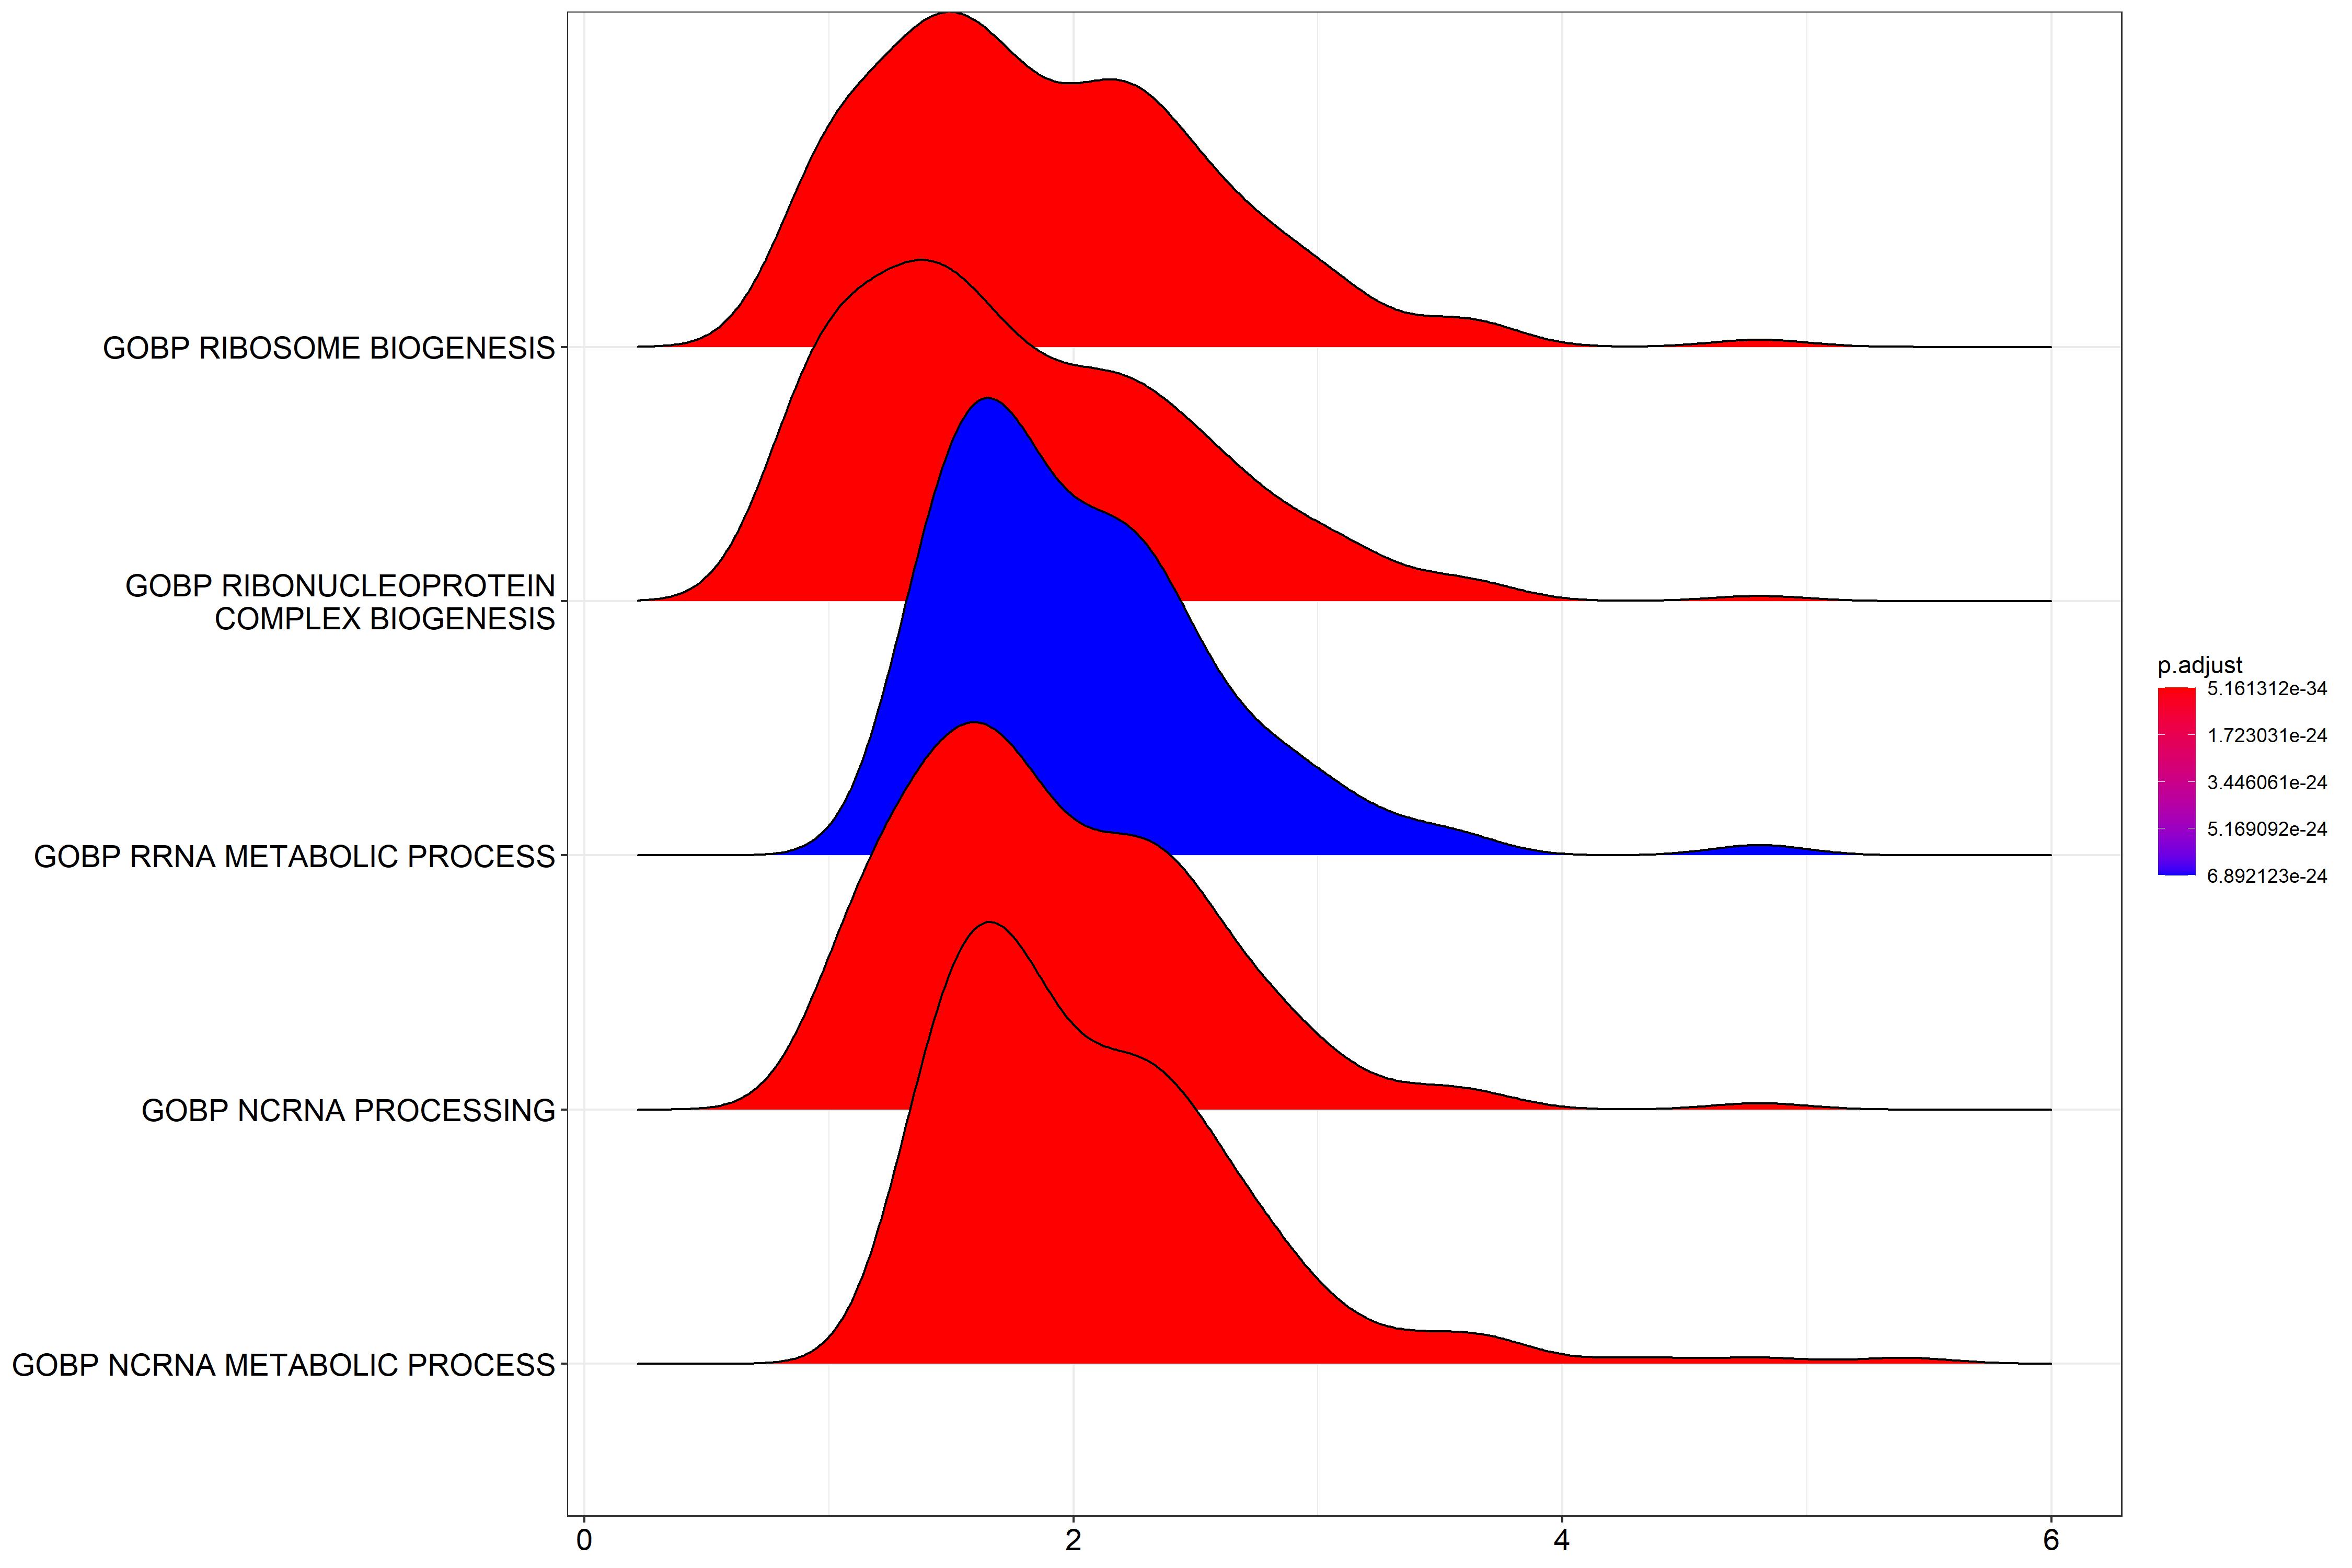 GOBP RIBOSOME BIOGENESIS
GOBP RIBONUCLEOPROTEIN
COMPLEX BIOGENESIS
GOBP RRNA METABOLIC PROCESS
GOBP NCRNA PROCESSING
GOBP NCRNA METABOLIC PROCESS
0 2 4 6
p.adjust
5.161312e-34
1.723031e-24
3.446061e-24
5.169092e-24
6.892123e-24